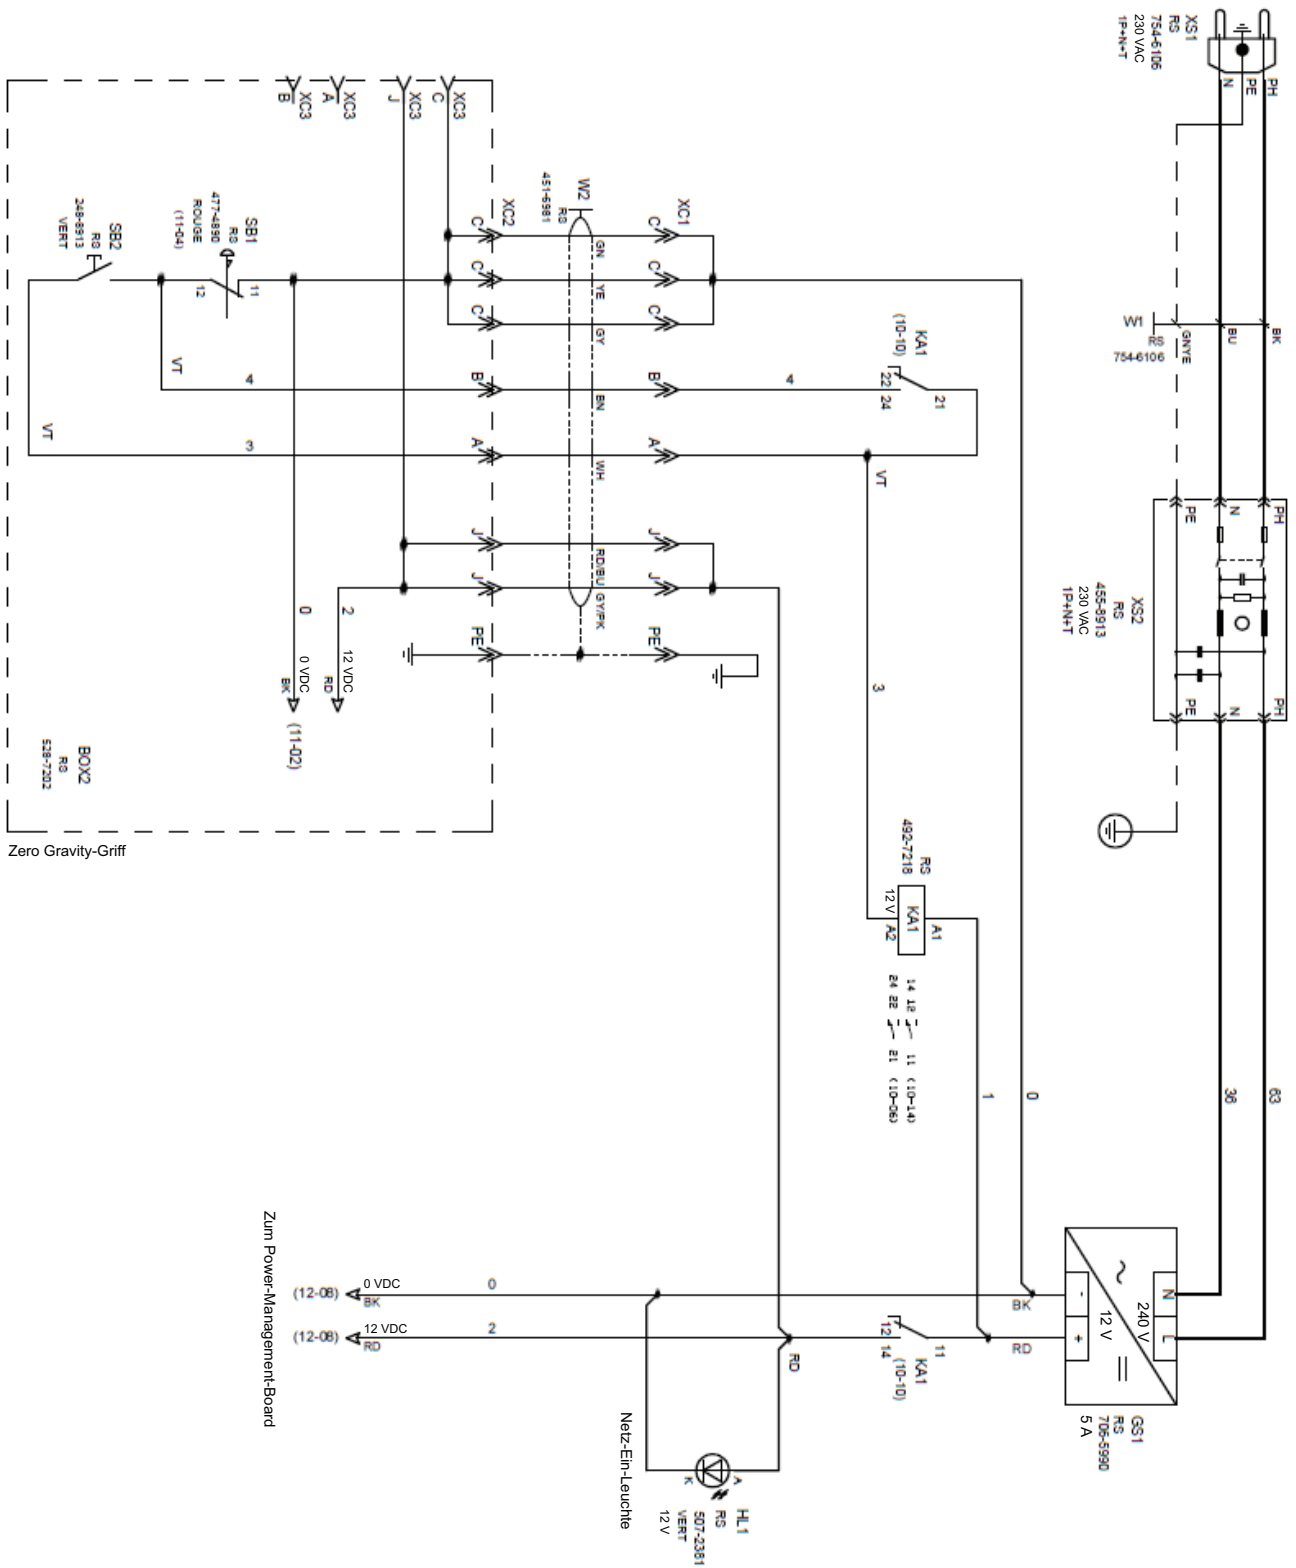 XS1
RS
754-6106
230 VAC
1P+N+T
N
PE
PH
W1
RS
754-6106
GNYE
BU
BK
PE
N
PH
XS2
RS
455-8913
230 VAC
1P+N+T
PE
N
PH
36
63
N
L
240 V
12 V
-
+
GS1
RS
706-5990
5 A
BK
RD
0
1
KA1
(10-10)
22
24
21
4
VT
3
RS
492-7218
KA1
12 V
A1
A2
14 12 11 (10-14)
24 22 21 (10-06)
KA1
(10-10)
12
14
11
RD
HL1
RS
507-2381
VERT
12 V
A
K
Netz-Ein-Leuchte
0
0 VDC
BK
(12-08)
2
12 VDC
RD
(12-08)
Zum Power-Management-Board
XC1
C
C
C
B
A
J
J
PE
W2
RS
451-6981
GN
YE
GY
BN
WH
RD/BU
GY/PK
XC2
C
C
C
B
A
J
J
PE
XC3
C
XC3
J
XC3
A
XC3
B
SB1
RS
477-4890
ROUGE
(11-04)
11
12
SB2
RS
248-8913
VERT
VT
4
VT
3
0
2
0 VDC
BK
12 VDC
RD
(11-02)
BOX2
RS
528-7202
Zero Gravity-Griff